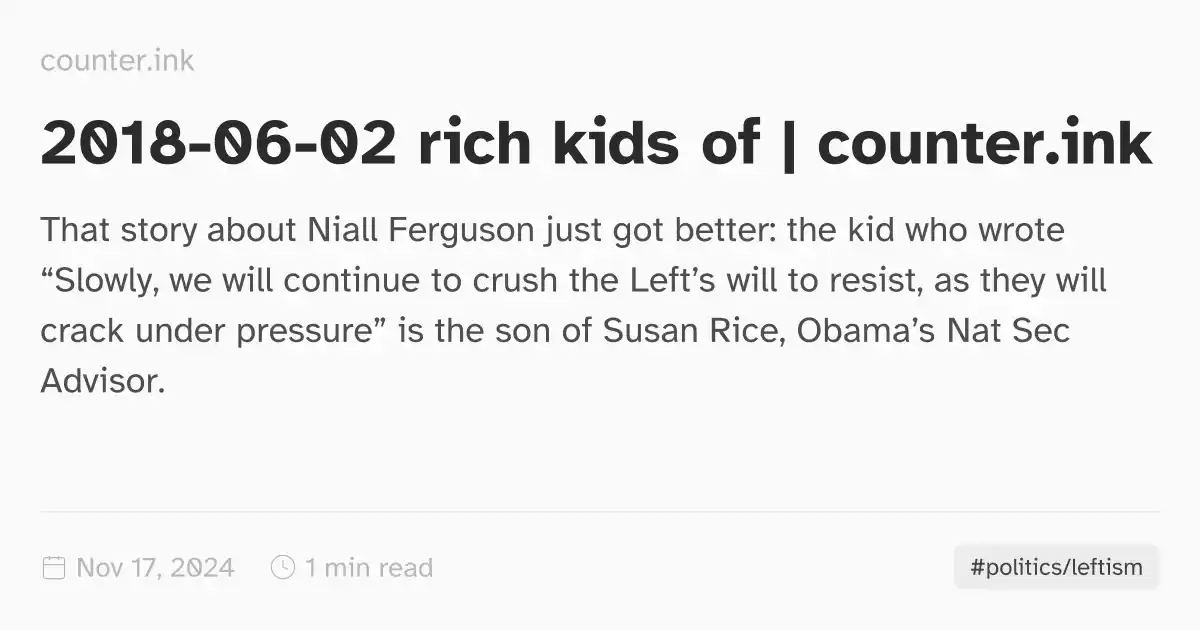 counter.ink
2018-06-02 rich kids of | counter.ink
That story about Niall Ferguson just got better: the kid who wrote
“Slowly, we will continue to crush the Left’s will to resist, as they will
crack under pressure” is the son of Susan Rice, Obama’s Nat Sec
Advisor.
Nov 17, 2024 1 min read #politics/leftism